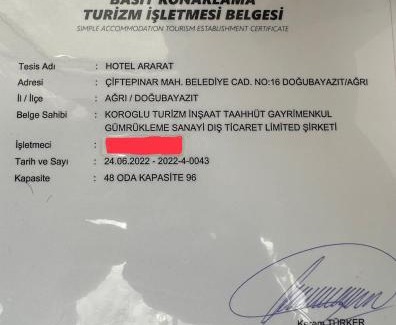 BASİT KONAKLAMA
TURİZM İŞLETMESİ BELGESİ
SIMPLE ACCOMMODATION TOURISM ESTABLISHMENT CERTIFICATE
Tesis Adı : HOTEL ARARAT
Adresi : ÇİFTEPINAR MAH. BELEDİYE CAD. NO:16 DOĞUBAYAZIT/AĞRI
İl / İlçe : AĞRI / DOĞUBAYAZIT
Belge Sahibi : KOROGLU TURİZM İNŞAAT TAAHHÜT GAYRİMENKUL
GÜMRÜKLEME SANAYİ DIŞ TİCARET LİMİTED ŞİRKETİ
İşletmeci :
Tarih ve Sayı : 24.06.2022 - 2022-4-0043
Kapasite : 48 ODA KAPASİTE 96
TÜRKER